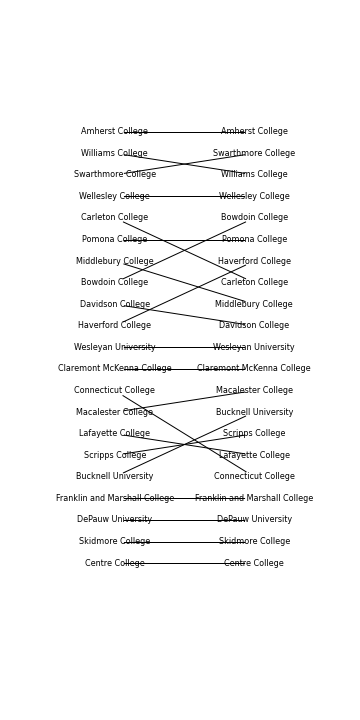 Amherst College Amherst College
Williams College Swarthmore College
Swarthmore College Williams College
Wellesley College Wellesley College
Carleton College Bowdoin College
Pomona College Pomona College
Middlebury College Haverford College
Bowdoin College Carleton College
Davidson College Middlebury College
Haverford College Davidson College
Wesleyan University Wesleyan University
Claremont McKenna College Claremont McKenna College
Connecticut College Macalester College
Macalester College Bucknell University
Lafayette College Scripps College
Scripps College Lafayette College
Bucknell University Connecticut College
Franklin and Marshall College Franklin and Marshall College
DePauw University DePauw University
Skidmore College Skidmore College
Centre College Centre College